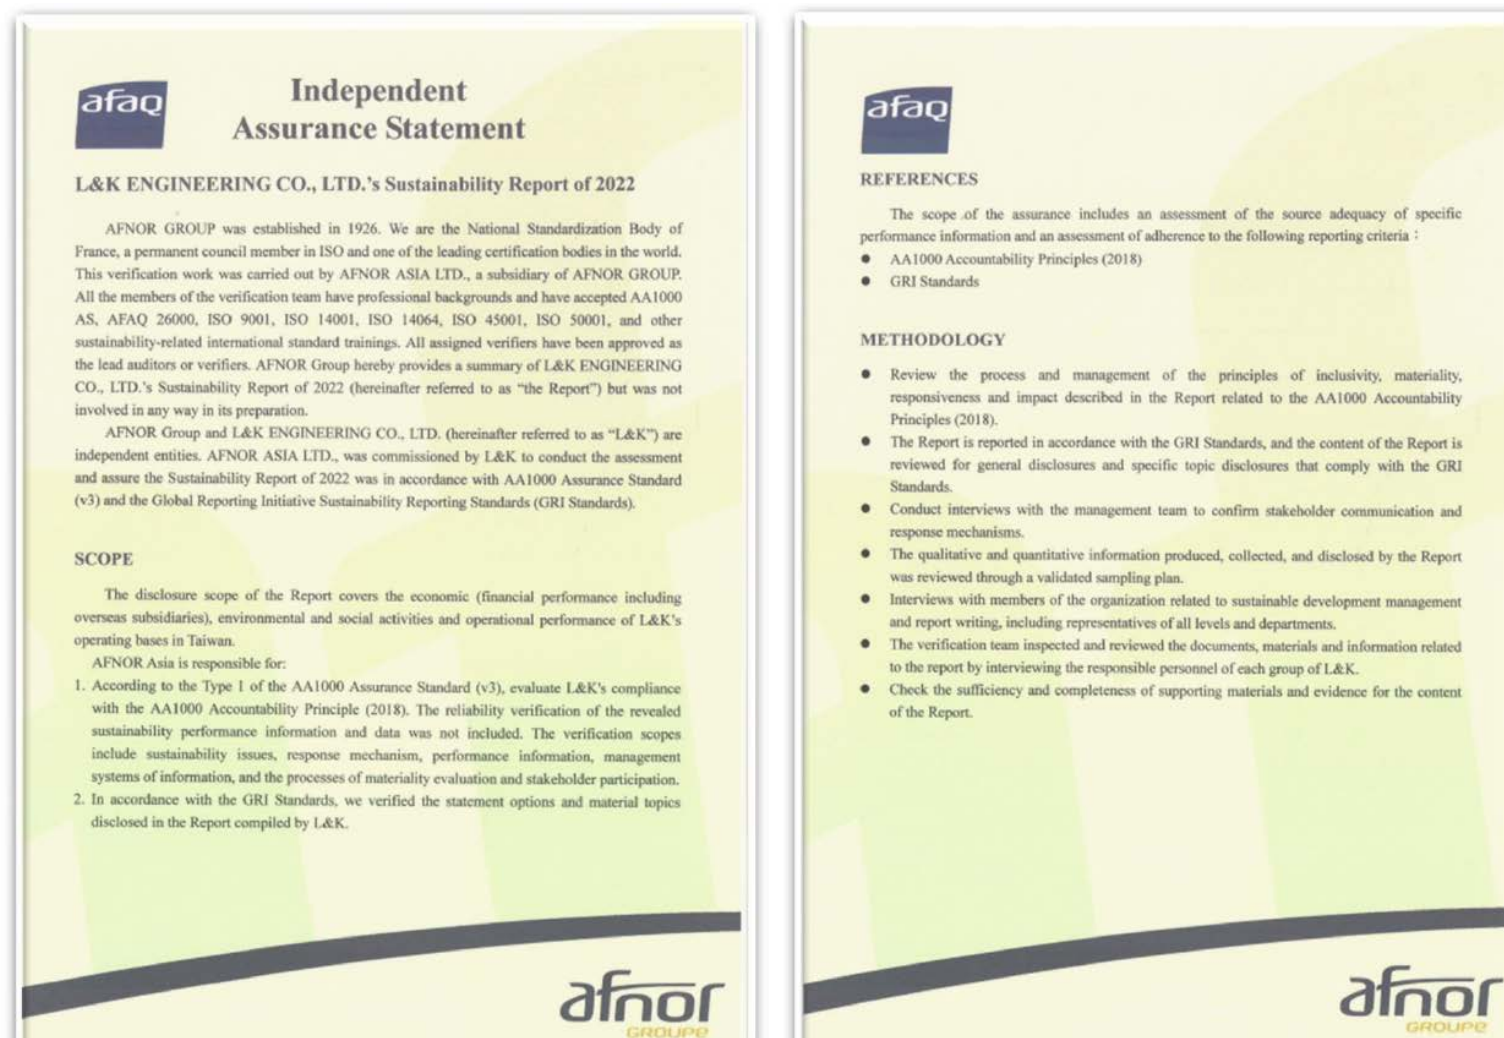 afaq
Independent
Assurance Statement
L&K ENGINEERING CO., LTD.'s Sustainability Report of 2022
AFNOR GROUP was established in 1926. We are the National Standardization Body of
France, a permanent council member in ISO and one of the leading certification bodies in the world.
This verification work was carried out by AFNOR ASIA LTD., a subsidiary of AFNOR GROUP.
All the members of the verification team have professional backgrounds and have accepted AA1000
AS, AFAQ 26000, ISO 9001, ISO 14001, ISO 14064, ISO 45001, ISO 50001, and other
sustainability-related international standard trainings. All assigned verifiers have been approved as
the lead auditors or verifiers. AFNOR Group hereby provides a summary of L&K ENGINEERING
CO., LTD.'s Sustainability Report of 2022 (hereinafter referred to as “the Report”) but was not
involved in any way in its preparation.
AFNOR Group and L&K ENGINEERING CO., LTD. (hereinafter referred to as “L&K”) are
independent entities. AFNOR ASIA LTD., was commissioned by L&K to conduct the assessment
and assure the Sustainability Report of 2022 was in accordance with AA1000 Assurance Standard
(v3) and the Global Reporting Initiative Sustainability Reporting Standards (GRI Standards).
SCOPE
The disclosure scope of the Report covers the economic (financial performance including
overseas subsidiaries), environmental and social activities and operational performance of L&K's
operating bases in Taiwan.
AFNOR Asia is responsible for:
1. According to the Type 1 of the AA1000 Assurance Standard (v3), evaluate L&K's compliance
with the AA1000 Accountability Principle (2018). The reliability verification of the revealed
sustainability performance information and data was not included. The verification scopes
include sustainability issues, response mechanism, performance information, management
systems of information, and the processes of materiality evaluation and stakeholder participation.
2. In accordance with the GRI Standards, we verified the statement options and material topics
disclosed in the Report compiled by L&K.
afnor
GROUPE
afaq
REFERENCES
The scope of the assurance includes an assessment of the source adequacy of specific
performance information and an assessment of adherence to the following reporting criteria：
● AA1000 Accountability Principles (2018)
● GRI Standards
METHODOLOGY
● Review the process and management of the principles of inclusivity, materiality,
responsiveness and impact described in the Report related to the AA1000 Accountability
Principles (2018).
● The Report is reported in accordance with the GRI Standards, and the content of the Report is
reviewed for general disclosures and specific topic disclosures that comply with the GRI
Standards.
● Conduct interviews with the management team to confirm stakeholder communication and
response mechanisms.
● The qualitative and quantitative information produced, collected, and disclosed by the Report
was reviewed through a validated sampling plan.
● Interviews with members of the organization related to sustainable development management
and report writing, including representatives of all levels and departments.
● The verification team inspected and reviewed the documents, materials and information related
to the report by interviewing the responsible personnel of each group of L&K.
● Check the sufficiency and completeness of supporting materials and evidence for the content
of the Report.
afnor
GROUPE